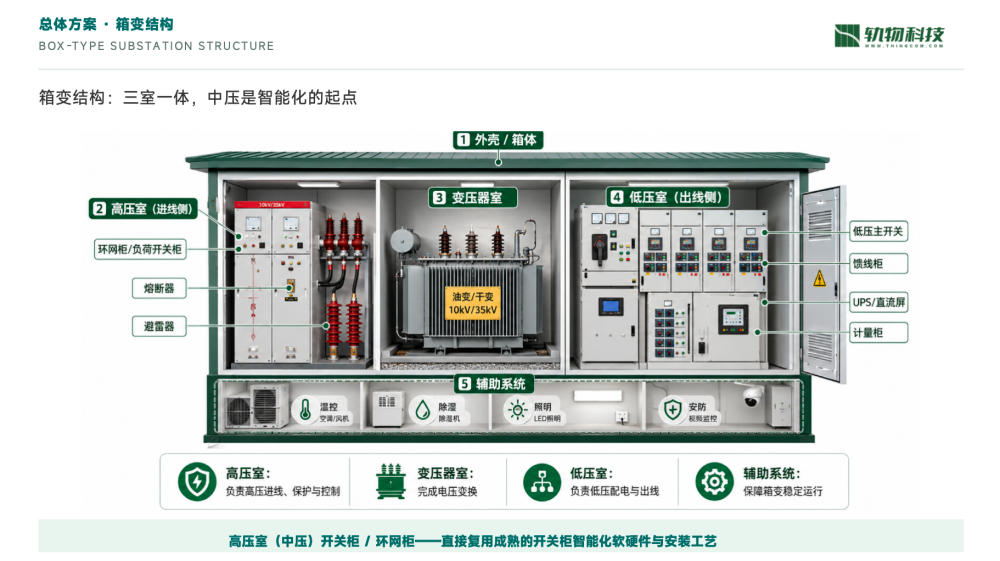 总体方案 · 箱变结构
BOX-TYPE SUBSTATION STRUCTURE
轨物科技
WWW.THINGCOM.COM
箱变结构：三室一体，中压是智能化的起点
1 外壳 / 箱体
2 高压室（进线侧）
环网柜/负荷开关柜
熔断器
避雷器
10kV/35kV
3 变压器室
油变/干变
10kV/35kV
4 低压室（出线侧）
低压主开关
馈线柜
UPS/直流屏
计量柜
5 辅助系统
温控
空调/风机
除湿
除湿机
照明
LED照明
安防
视频监控
高压室：
负责高压进线、保护与控制
变压器室：
完成电压变换
低压室：
负责低压配电与出线
辅助系统：
保障箱变稳定运行
高压室（中压）开关柜 / 环网柜——直接复用成熟的开关柜智能化软硬件与安装工艺